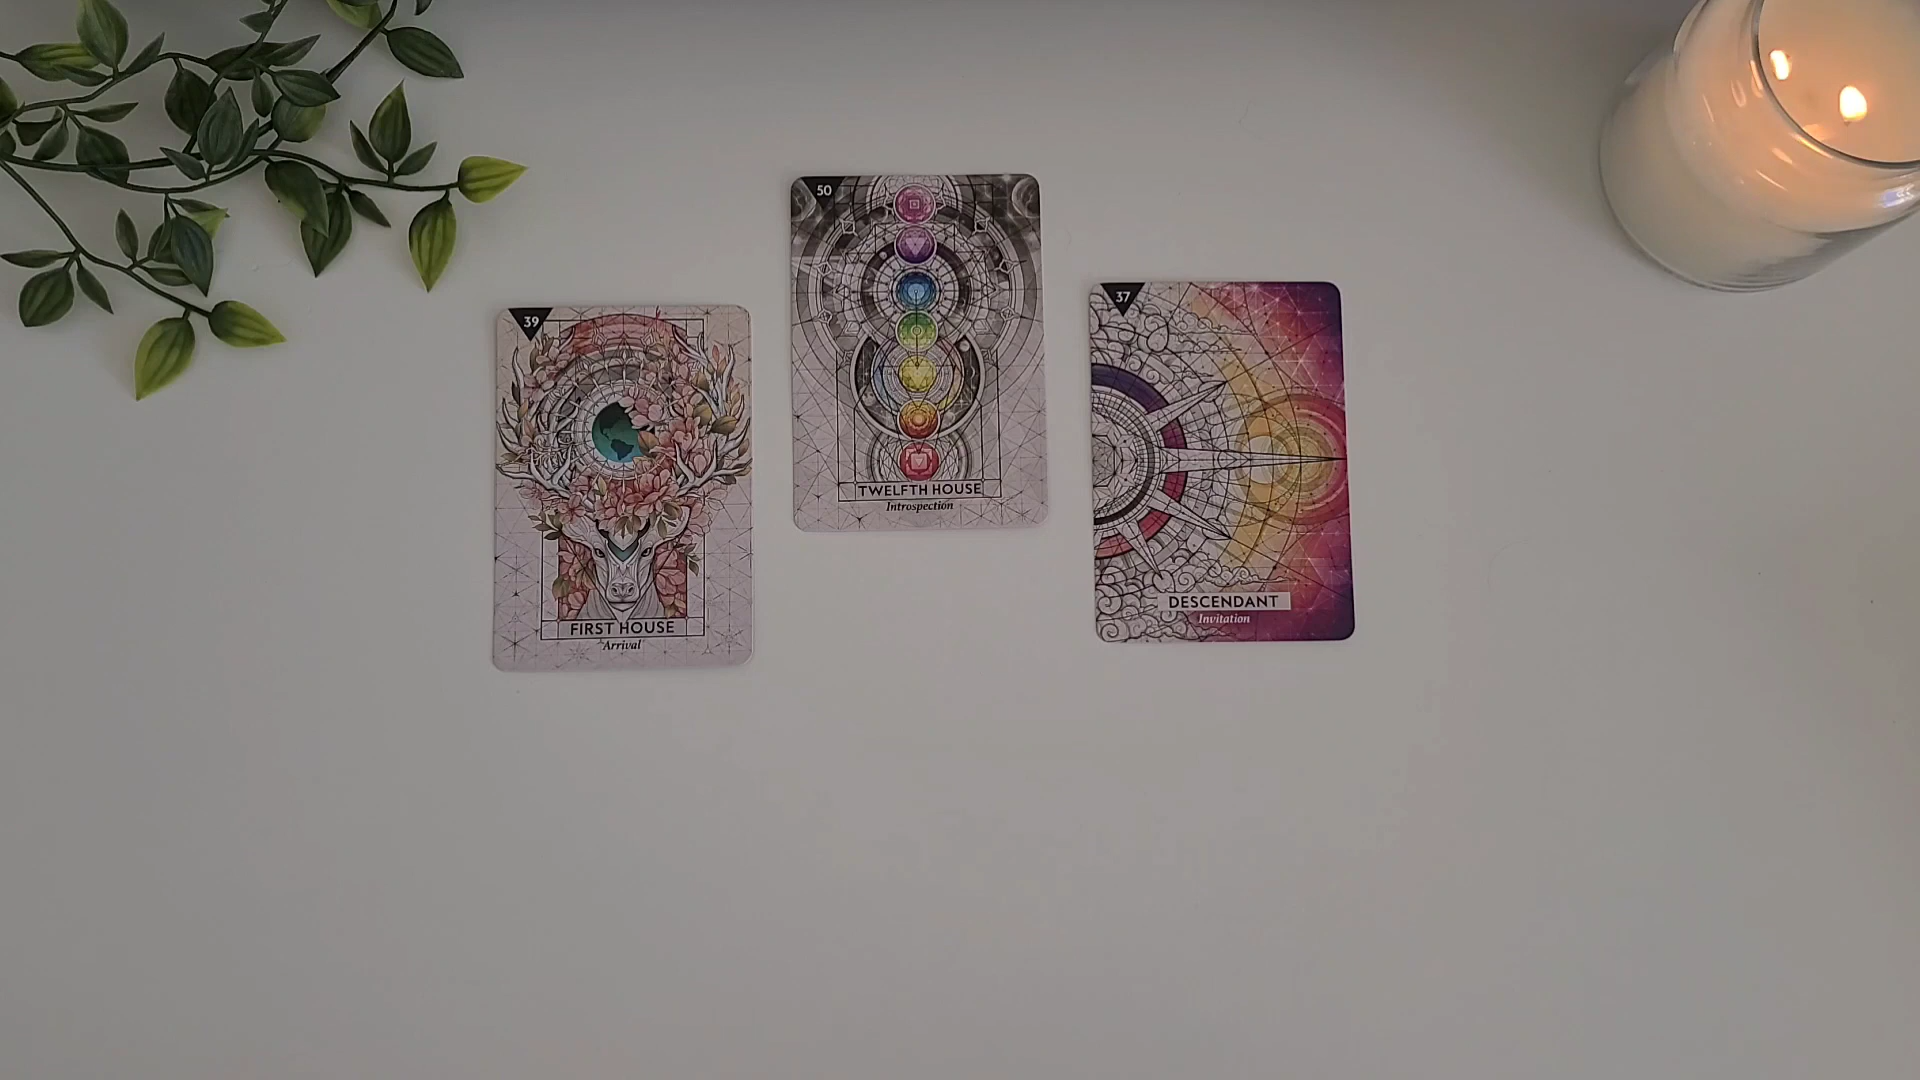 39
FIRST HOUSE
Arrival
50
TWELFTH HOUSE
Introspection
37
DESCENDANT
Invitation